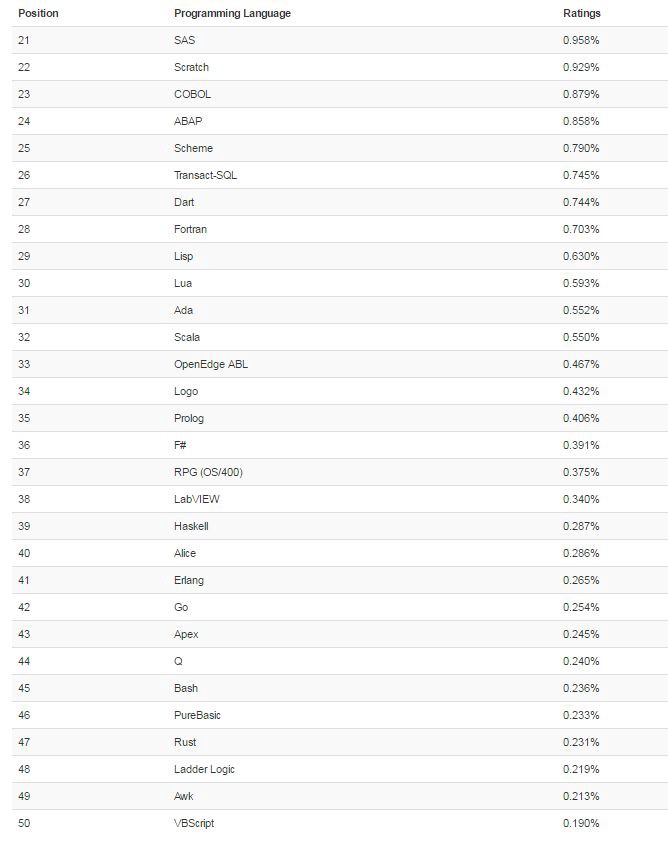 Position Programming Language Ratings
21 SAS 0.958%
22 Scratch 0.929%
23 COBOL 0.879%
24 ABAP 0.858%
25 Scheme 0.790%
26 Transact-SQL 0.745%
27 Dart 0.744%
28 Fortran 0.703%
29 Lisp 0.630%
30 Lua 0.593%
31 Ada 0.552%
32 Scala 0.550%
33 OpenEdge ABL 0.467%
34 Logo 0.432%
35 Prolog 0.406%
36 F# 0.391%
37 RPG (OS/400) 0.375%
38 LabVIEW 0.340%
39 Haskell 0.287%
40 Alice 0.286%
41 Erlang 0.265%
42 Go 0.254%
43 Apex 0.245%
44 Q 0.240%
45 Bash 0.236%
46 PureBasic 0.233%
47 Rust 0.231%
48 Ladder Logic 0.219%
49 Awk 0.213%
50 VBScript 0.190%